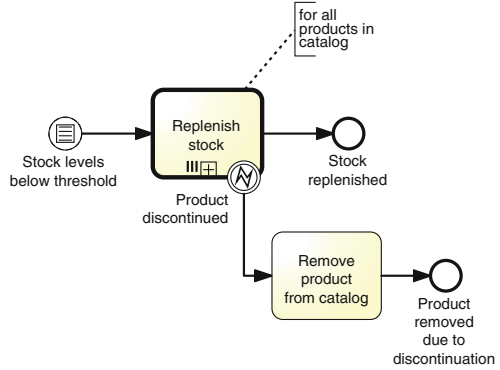 for all
products in
catalog
Replenish
stock
Stock levels
below threshold
Stock
replenished
Product
discontinued
Remove
product
from catalog
Product
removed
due to
discontinuation